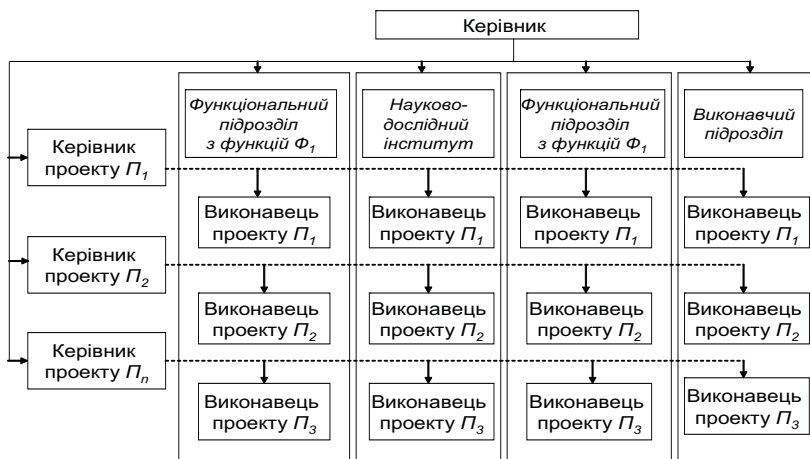 Керівник
Функціональний
підрозділ
з функцій Ф₁
Науково-
дослідний
інститут
Функціональний
підрозділ
з функцій Ф₁
Виконавчий
підрозділ
Керівник
проекту П₁
Виконавець
проекту П₁
Виконавець
проекту П₁
Виконавець
проекту П₁
Виконавець
проекту П₁
Керівник
проекту П₂
Виконавець
проекту П₂
Виконавець
проекту П₂
Виконавець
проекту П₂
Виконавець
проекту П₂
Керівник
проекту Пₙ
Виконавець
проекту П₃
Виконавець
проекту П₃
Виконавець
проекту П₃
Виконавець
проекту П₃